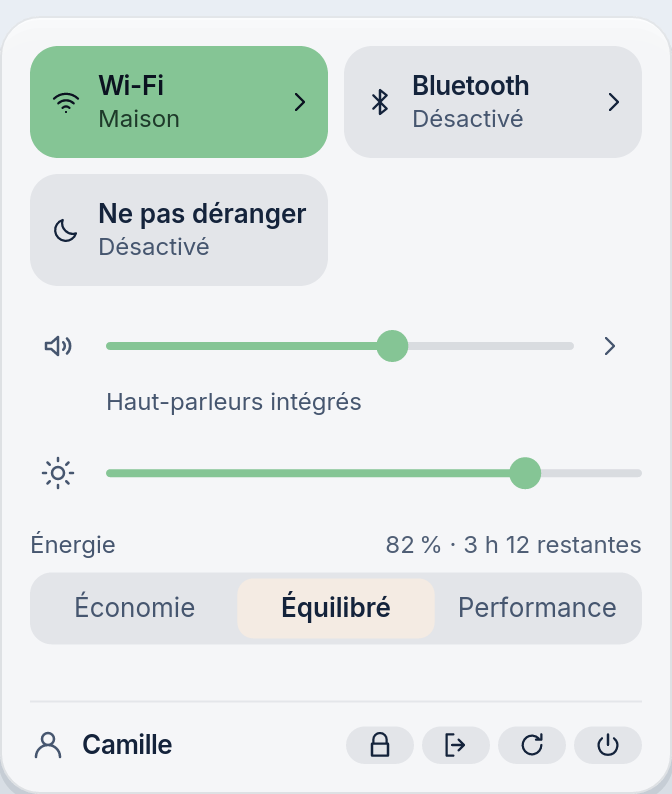 Wi-Fi
Maison
Bluetooth
Désactivé
Ne pas déranger
Désactivé
Haut-parleurs intégrés
Énergie
82 % · 3 h 12 restantes
Économie
Équilibré
Performance
Camille